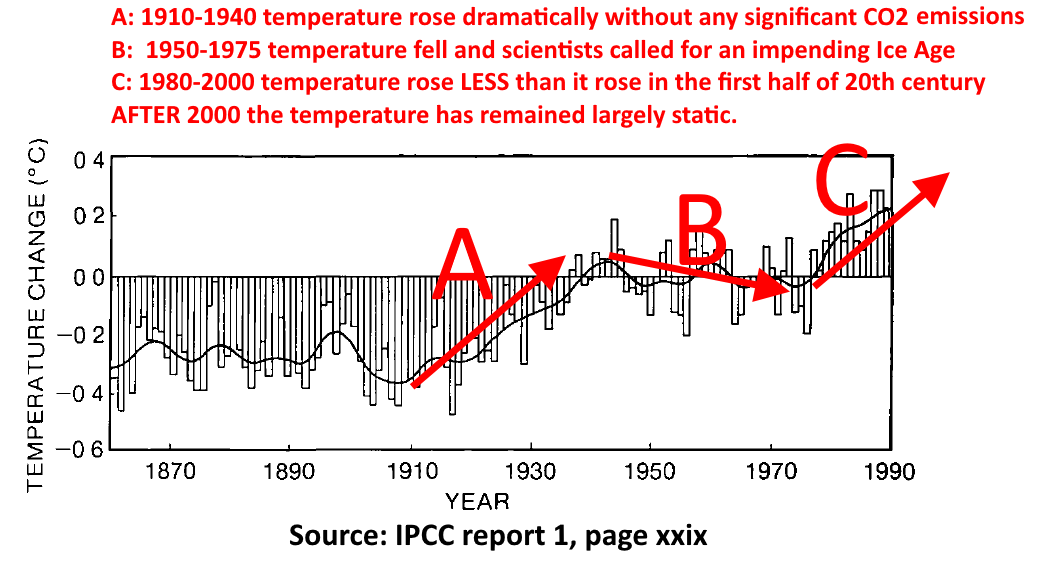 A: 1910-1940 temperature rose dramatically without any significant CO2 emissions
B: 1950-1975 temperature fell and scientists called for an impending Ice Age
C: 1980-2000 temperature rose LESS than it rose in the first half of 20th century
AFTER 2000 the temperature has remained largely static.
TEMPERATURE CHANGE (°C)
0 4
0 2
0 0
−0 2
−0 4
−0 6
A
B
C
1870 1890 1910 1930 1950 1970 1990
YEAR
Source: IPCC report 1, page xxix